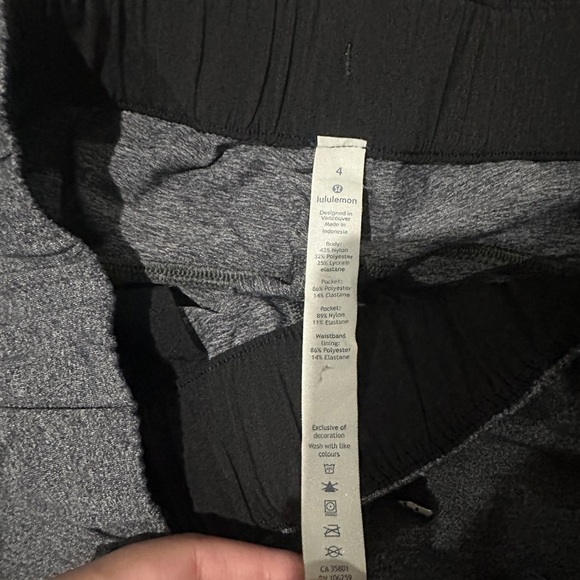 4
lululemon
Designed in
Vancouver
Made in
Indonesia
Body:
43% Nylon
32% Polyester
25% Lycra®
elastane
Pocket:
86% Polyester
14% Elastane
Pocket:
89% Nylon
11% Elastane
Waistband
lining:
86% Polyester
14% Elastane
Exclusive of
decoration
Wash with like
colours
CA 35801
RN 106259